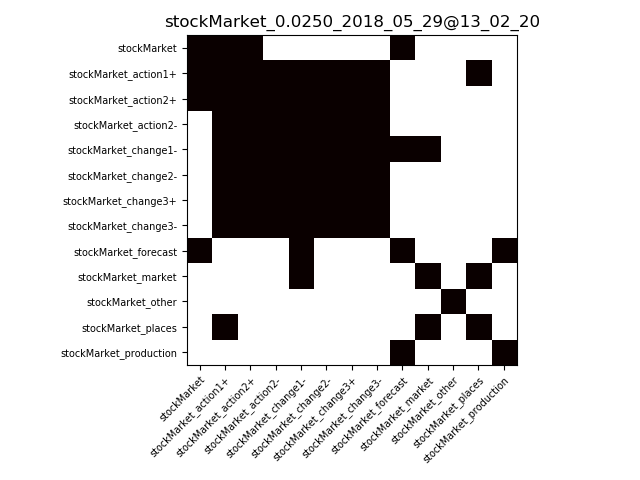 stockMarket_0.0250_2018_05_29@13_02_20
stockMarket
stockMarket_action1+
stockMarket_action2+
stockMarket_action2-
stockMarket_change1-
stockMarket_change2-
stockMarket_change3+
stockMarket_change3-
stockMarket_forecast
stockMarket_market
stockMarket_other
stockMarket_places
stockMarket_production
stockMarket
stockMarket_action1+
stockMarket_action2+
stockMarket_action2-
stockMarket_change1-
stockMarket_change2-
stockMarket_change3+
stockMarket_change3-
stockMarket_forecast
stockMarket_market
stockMarket_other
stockMarket_places
stockMarket_production